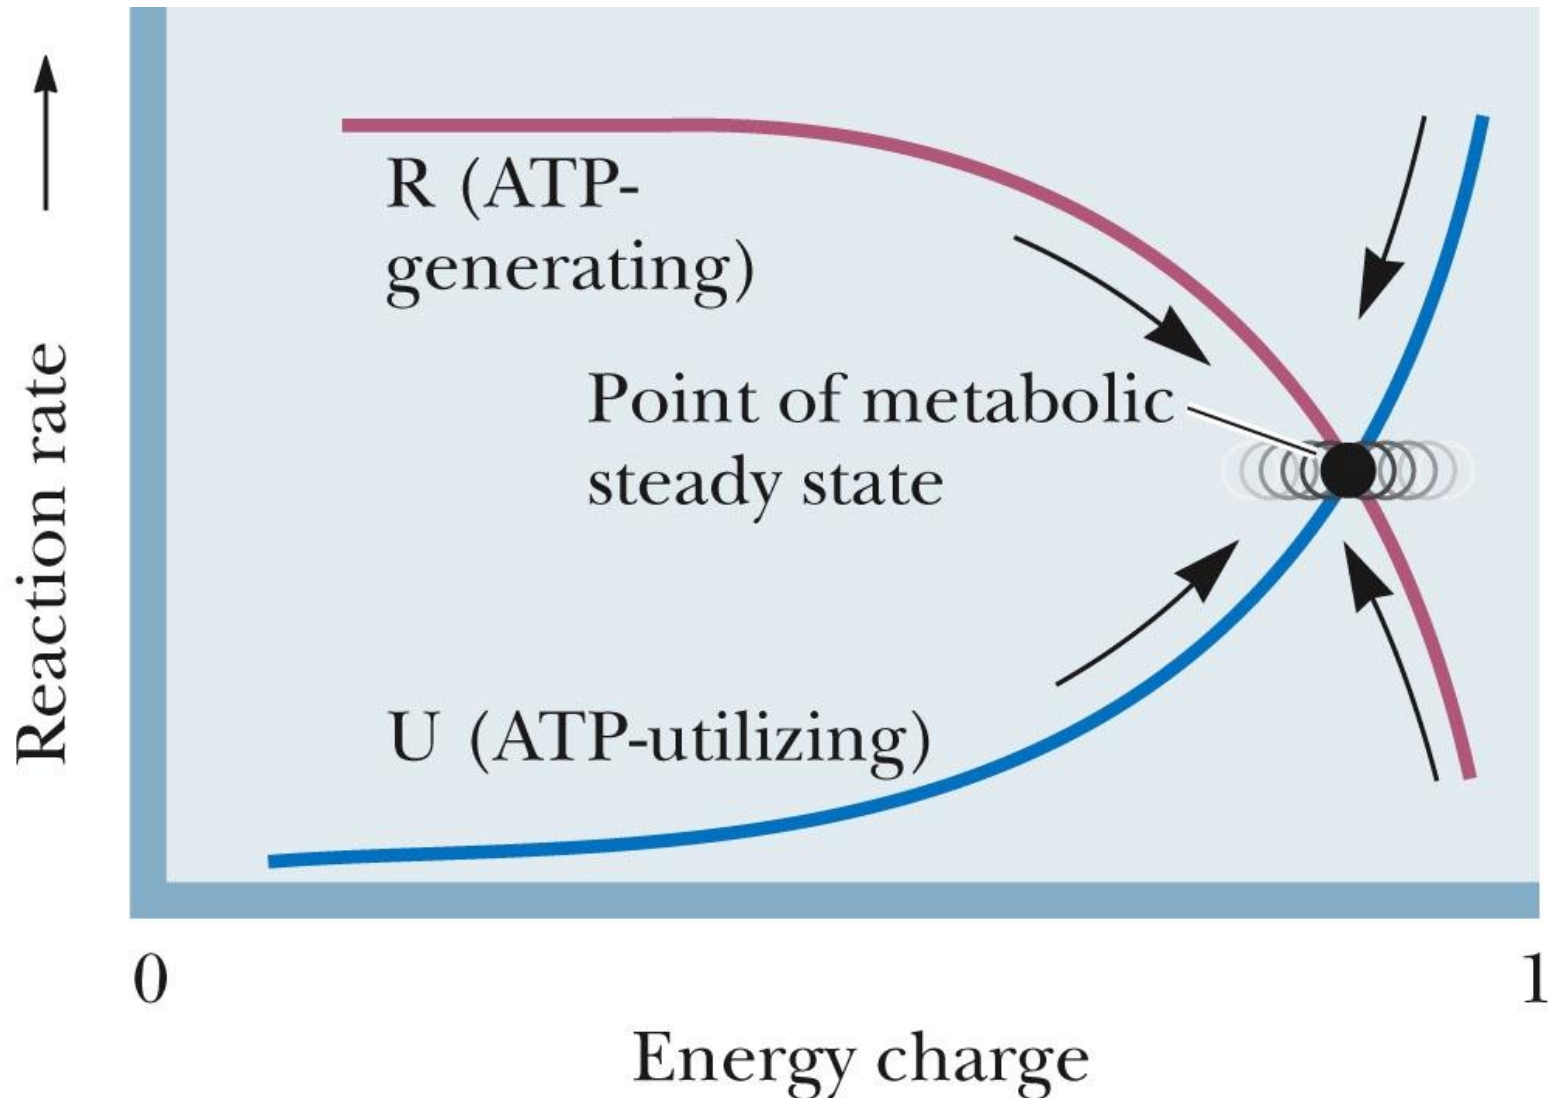 R (ATP-
generating)
Point of metabolic
steady state
U (ATP-utilizing)
Reaction rate
0
1
Energy charge